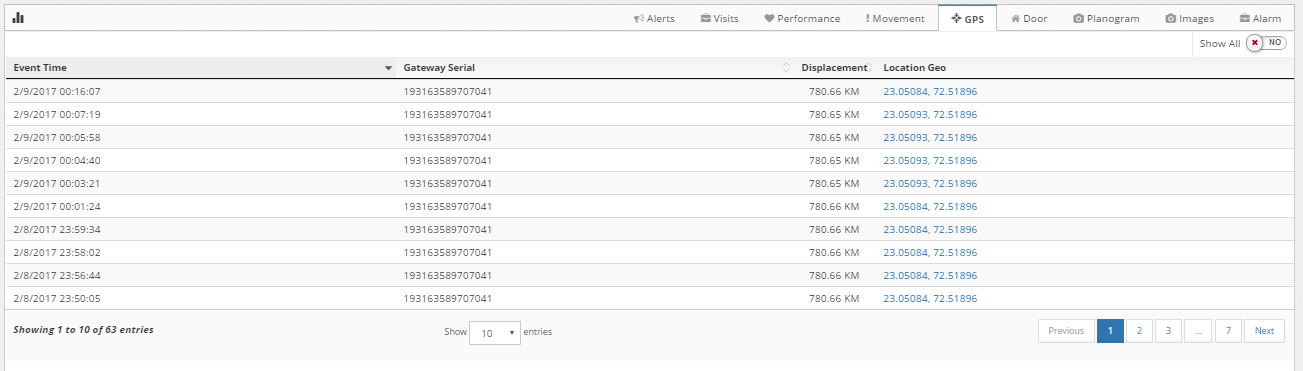 Alerts Visits Performance Movement GPS Door Planogram Images Alarm
Show All NO
Event Time Gateway Serial Displacement Location Geo
2/9/2017 00:16:07 193163589707041 780.66 KM 23.05084, 72.51896
2/9/2017 00:07:19 193163589707041 780.65 KM 23.05093, 72.51896
2/9/2017 00:05:58 193163589707041 780.65 KM 23.05093, 72.51896
2/9/2017 00:04:40 193163589707041 780.65 KM 23.05093, 72.51896
2/9/2017 00:03:21 193163589707041 780.65 KM 23.05093, 72.51896
2/9/2017 00:01:24 193163589707041 780.66 KM 23.05084, 72.51896
2/8/2017 23:59:34 193163589707041 780.66 KM 23.05084, 72.51896
2/8/2017 23:58:02 193163589707041 780.66 KM 23.05084, 72.51896
2/8/2017 23:56:44 193163589707041 780.66 KM 23.05084, 72.51896
2/8/2017 23:50:05 193163589707041 780.66 KM 23.05084, 72.51896
Showing 1 to 10 of 63 entries Show 10 entries Previous 1 2 3 ... 7 Next